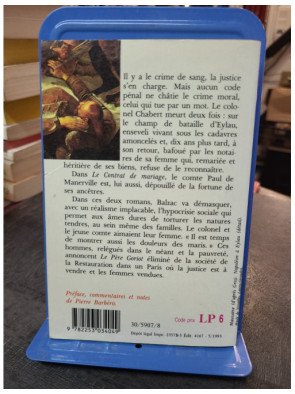 Il y a le crime de sang, la justice
s'en charge. Mais aucun code
pénal ne châtie le crime moral,
celui qui tue par un mot. Le colo-
nel Chabert meurt deux fois : sur
le champ de bataille d'Eylau,
enseveli vivant sous les cadavres
amoncelés et, dix ans plus tard, à
son retour, bafoué par les notai-
res de sa femme qui, remariée et
héritière de ses biens, refuse de le reconnaître.
Dans Le Contrat de mariage, le comte Paul de
Manerville est, lui aussi, dépouillé de la fortune de
ses ancêtres.
Dans ces deux romans, Balzac va démasquer,
avec un réalisme implacable, l'hypocrisie sociale qui
permet aux âmes dures de torturer les natures
tendres, au sein même des familles. Le colonel et
le jeune comte aimaient leur femme. « Il est temps
de montrer aussi les douleurs des maris. » Ces
hommes, relégués dans le néant et la pauvreté,
annoncent Le Père Goriot éliminé de la société de
la Restauration dans un Paris où la justice est à
vendre et les femmes vendues.
Préface, commentaires et notes
de Pierre Barbéris
Code prix LP 6
9 782253 034049
30/3907/8